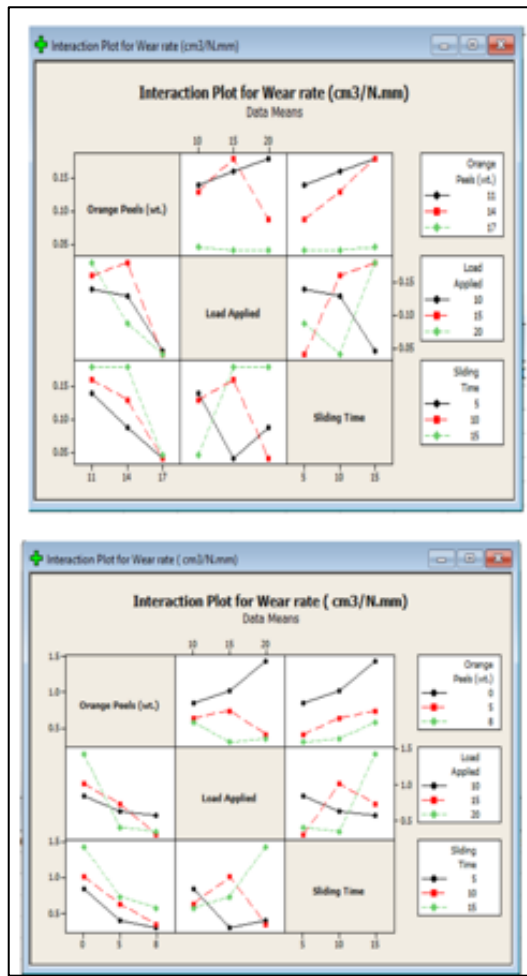 Interaction Plot for Wear rate (cm3/N.mm)
Interaction Plot for Wear rate (cm3/N.mm)
Data Means
10 15 20
0.15
0.10
0.05
Orange Peels (wt.)
Orange
Peels (wt.)
11
14
17
Load Applied
0.15
0.10
0.05
Load
Applied
10
15
20
0.15
0.10
0.05
Sliding Time
Sliding
Time
5
10
15
11 14 17
5 10 15
Interaction Plot for Wear rate ( cm3/N.mm)
Interaction Plot for Wear rate ( cm3/N.mm)
Data Means
10 15 20
1.5
1.0
0.5
Orange Peels (wt.)
Orange
Peels (wt.)
0
5
8
Load Applied
1.5
1.0
0.5
Load
Applied
10
15
20
1.5
1.0
0.5
Sliding Time
Sliding
Time
5
10
15
0 5 8
5 10 15